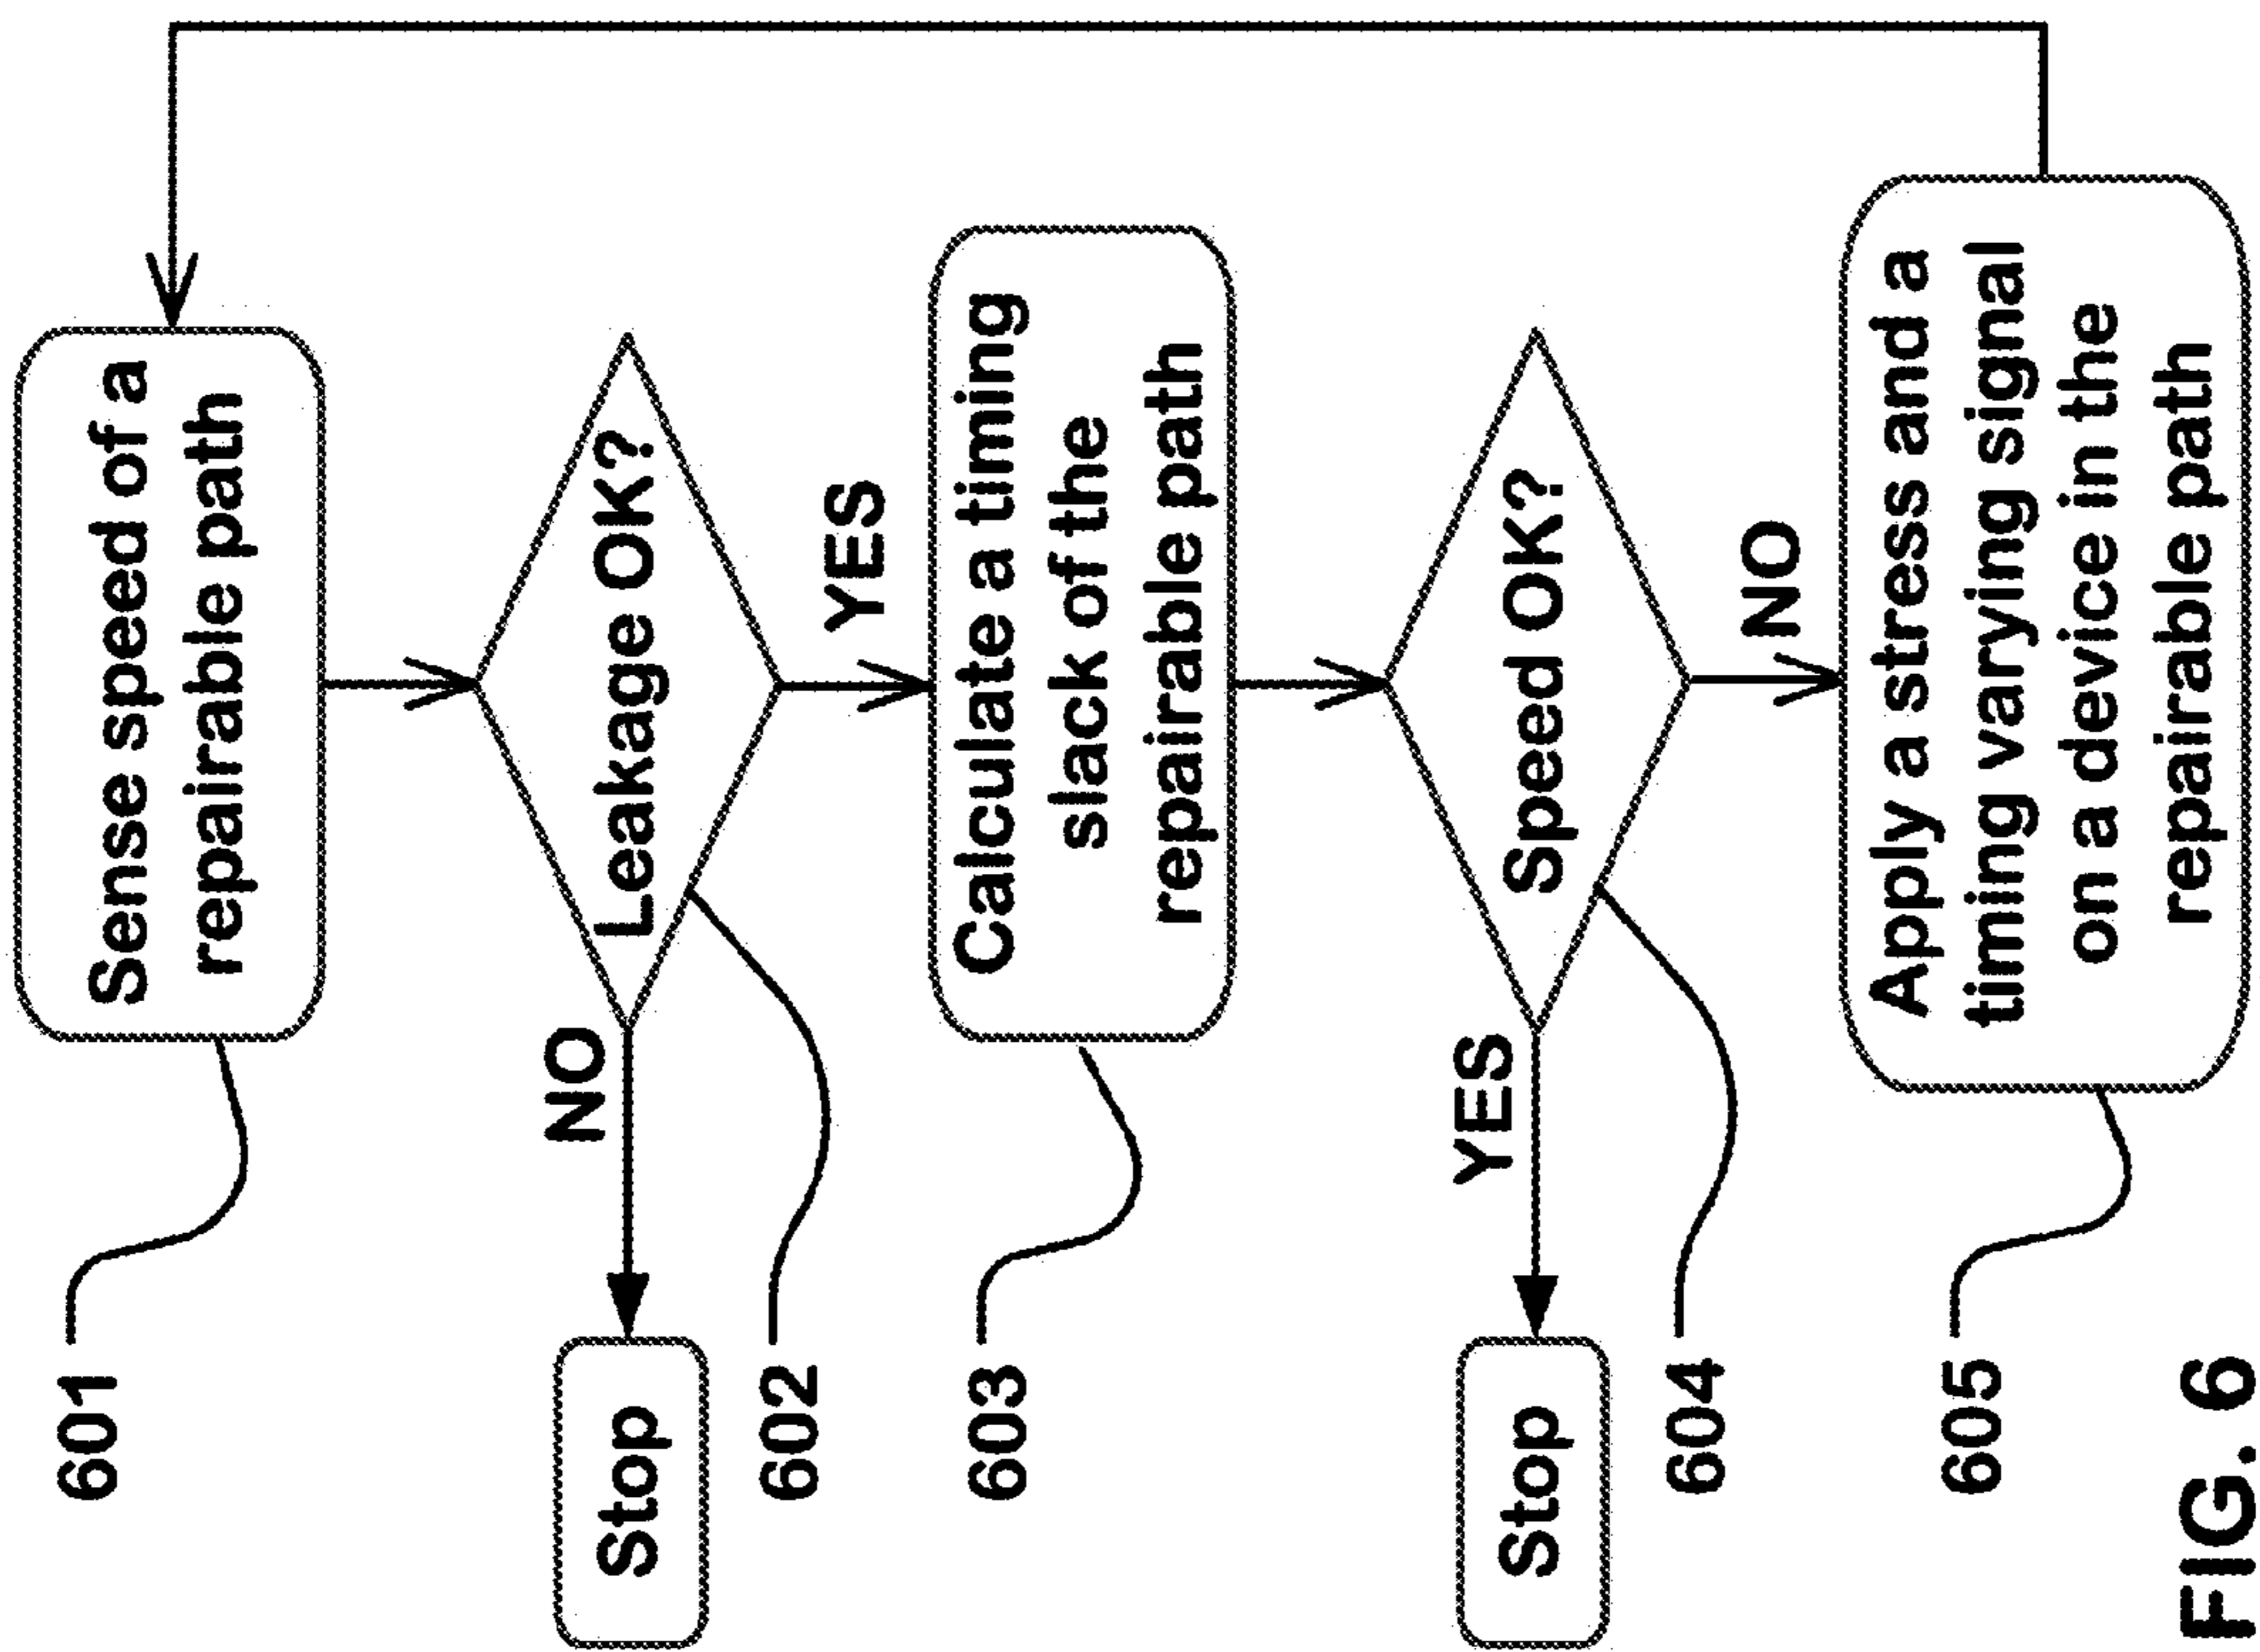 601
Sense speed of a
repairable path
Stop
NO
Leakage OK?
602
YES
603
Calculate a timing
slack of the
repairable path
Stop
YES
Speed OK?
604
NO
605
Apply a stress and a
timing varying signal
on a device in the
repairable path
FIG. 6